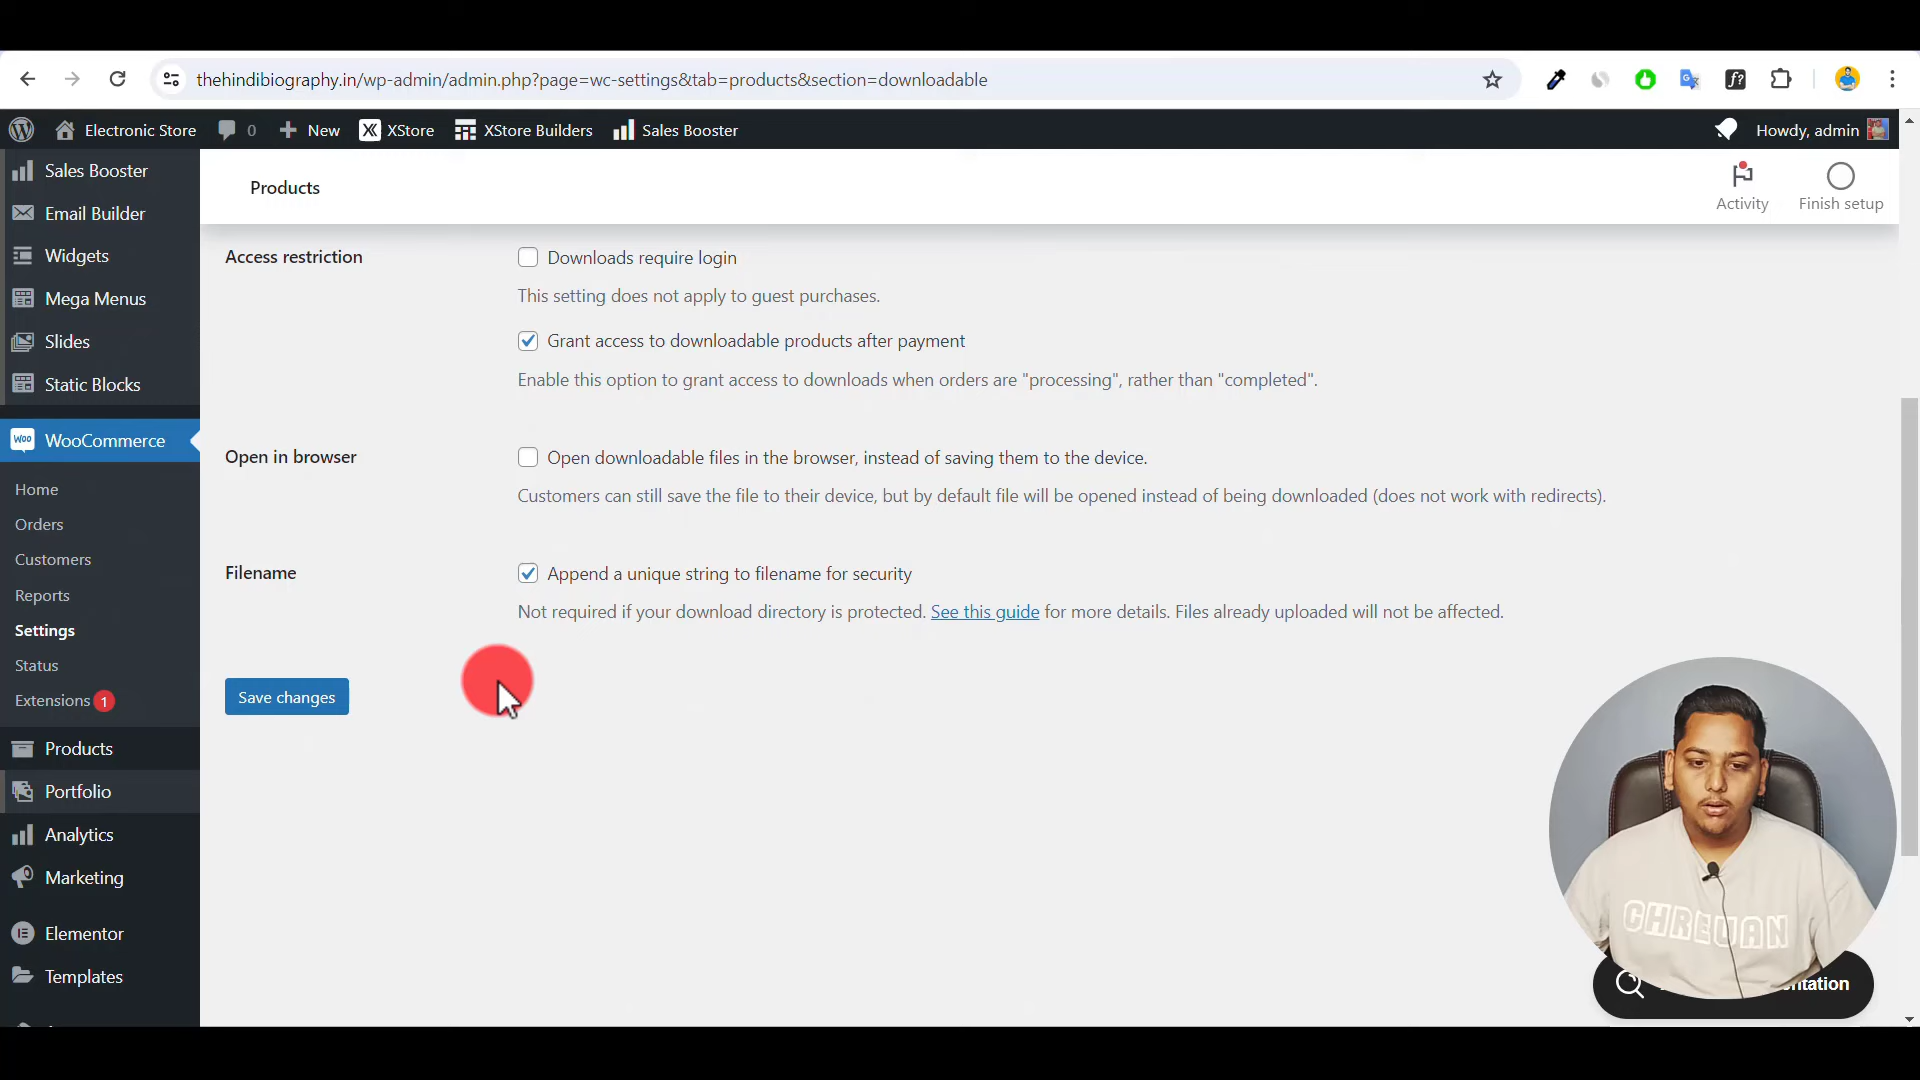 thehindibiography.in/wp-admin/admin.php?page=wc-settings&tab=products&section=downloadable
Electronic Store 0 New XStore XStore Builders Sales Booster Howdy, admin
Sales Booster
Email Builder
Widgets
Mega Menus
Slides
Static Blocks
WooCommerce
Home
Orders
Customers
Reports
Settings
Status
Extensions 1
Products
Portfolio
Analytics
Marketing
Elementor
Templates
Products
Activity
Finish setup
Access restriction
Downloads require login
This setting does not apply to guest purchases.
Grant access to downloadable products after payment
Enable this option to grant access to downloads when orders are "processing", rather than "completed".
Open in browser
Open downloadable files in the browser, instead of saving them to the device.
Customers can still save the file to their device, but by default file will be opened instead of being downloaded (does not work with redirects).
Filename
Append a unique string to filename for security
Not required if your download directory is protected. See this guide for more details. Files already uploaded will not be affected.
Save changes